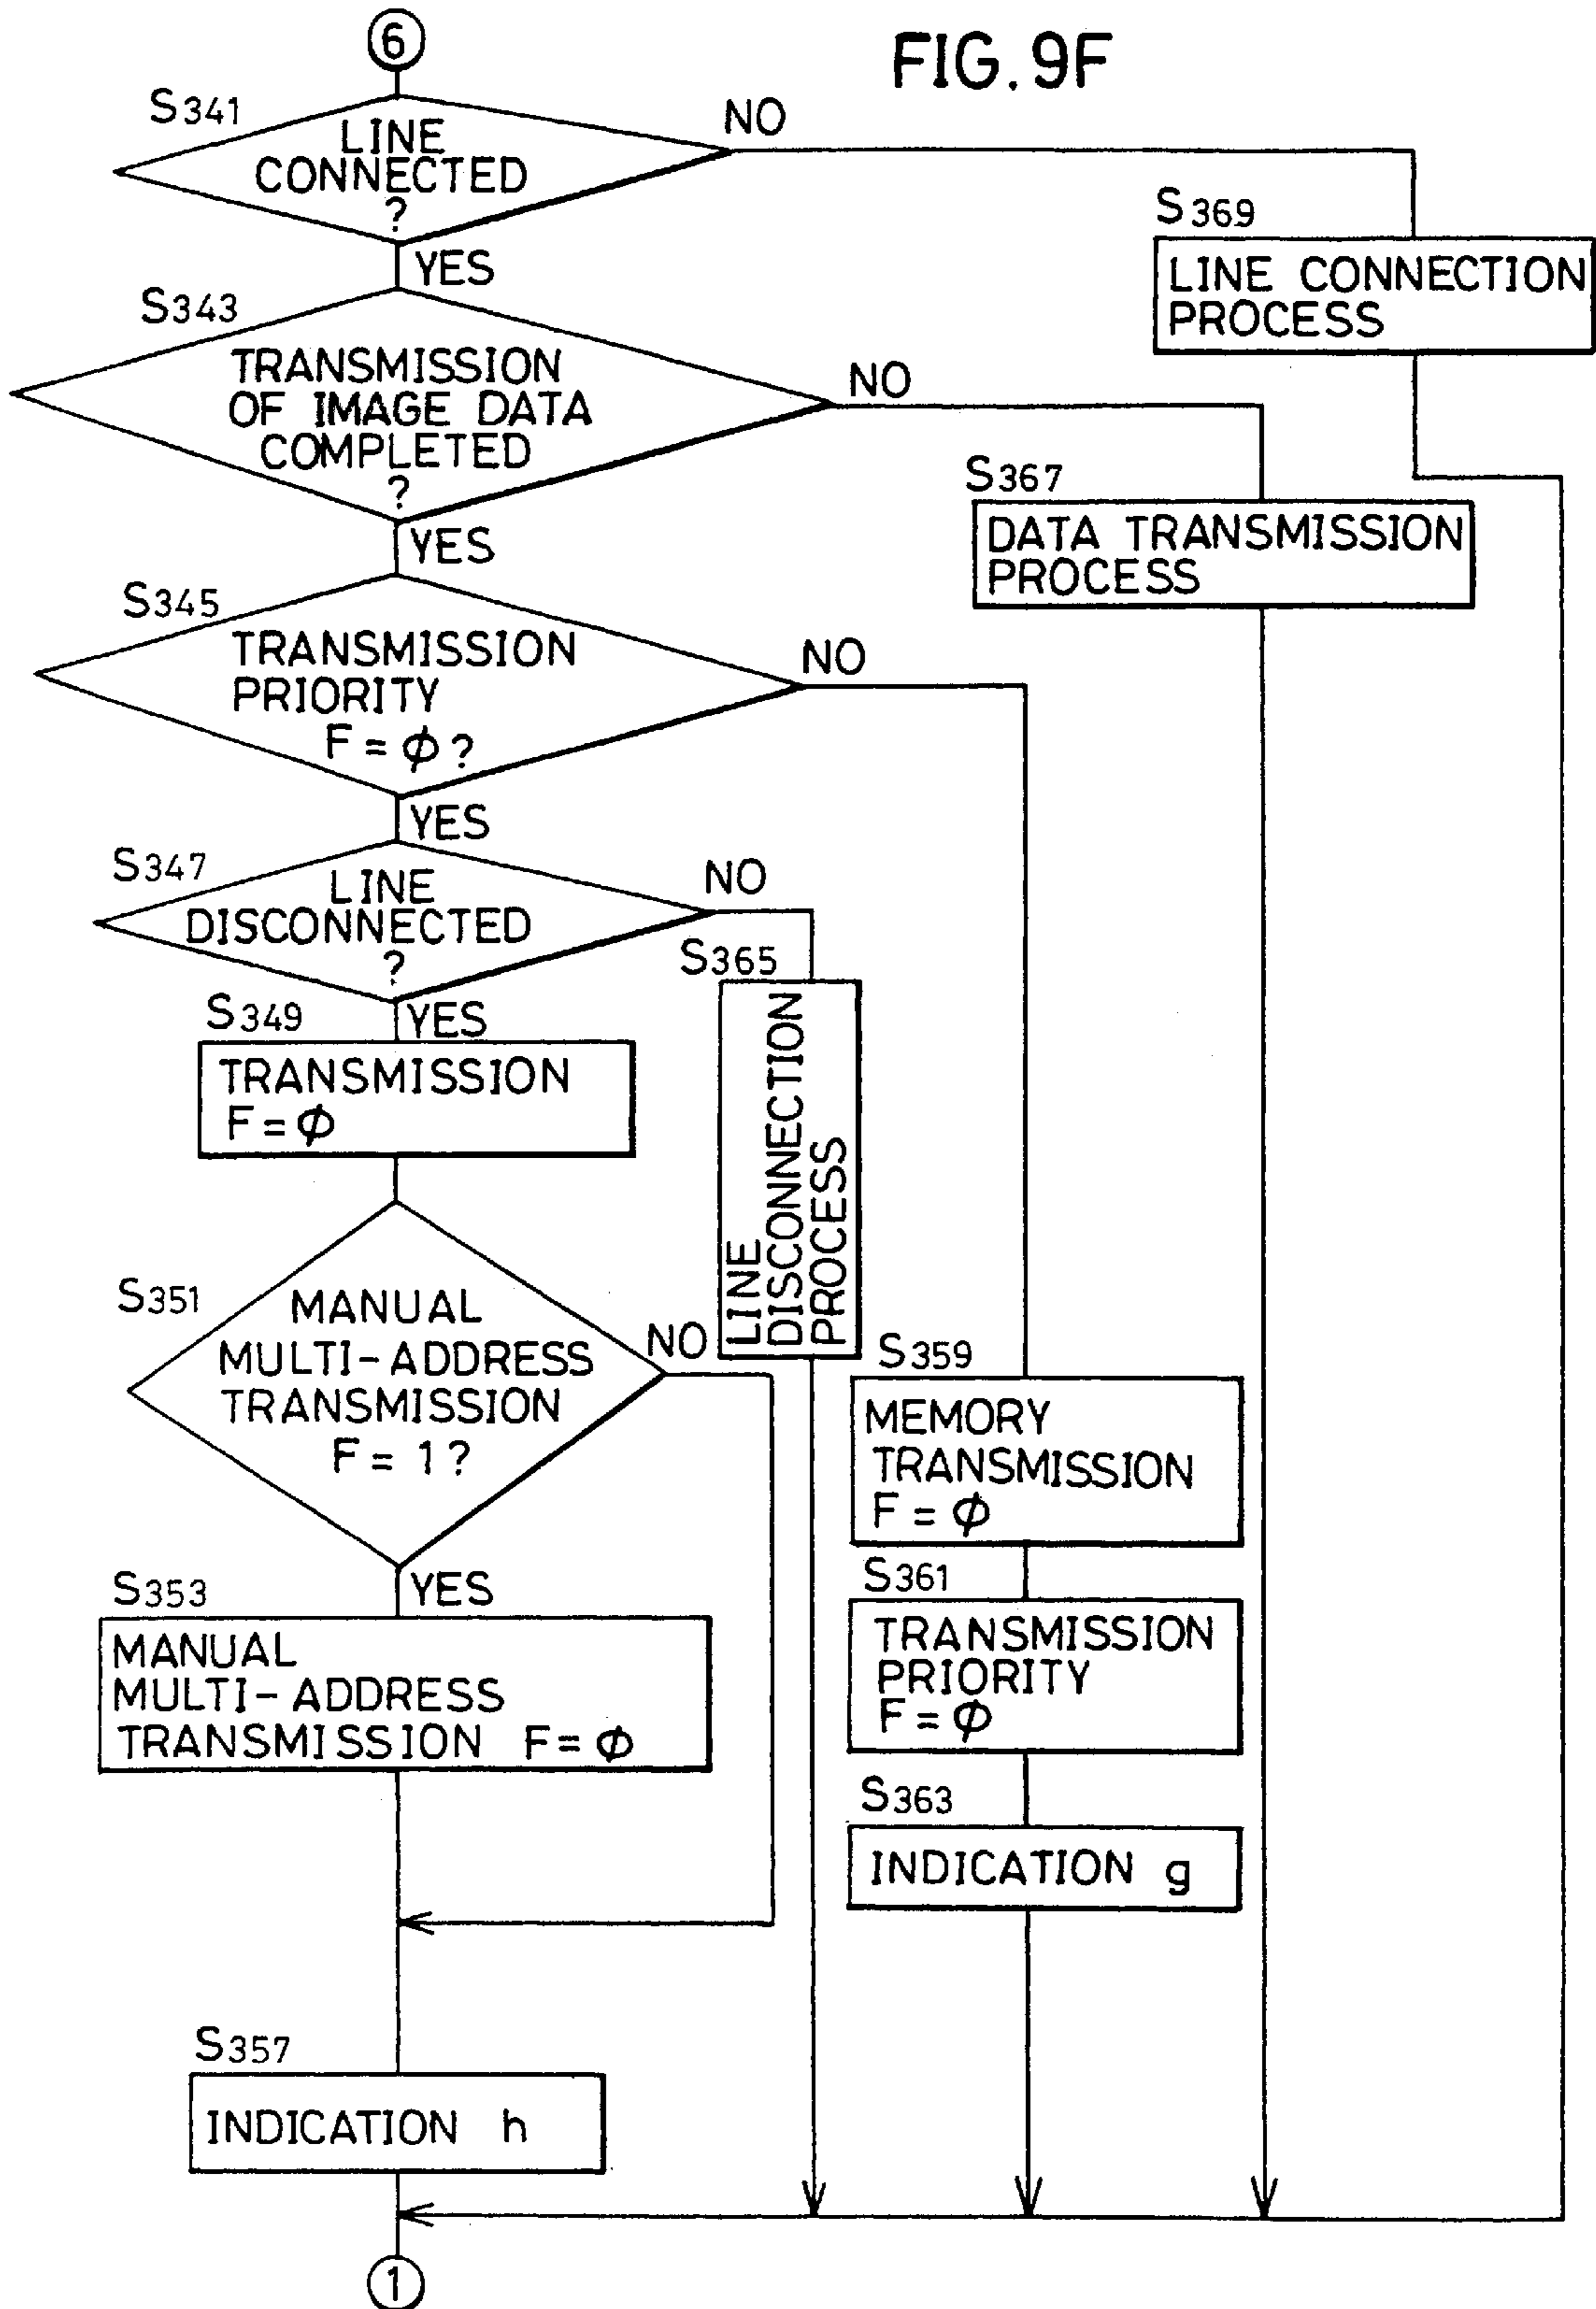 FIG. 9F
6
S341
LINE
CONNECTED
?
NO
YES
S369
LINE CONNECTION
PROCESS
S343
TRANSMISSION
OF IMAGE DATA
COMPLETED
?
NO
YES
S367
DATA TRANSMISSION
PROCESS
S345
TRANSMISSION
PRIORITY
F = ϕ ?
NO
YES
S347
LINE
DISCONNECTED
?
NO
YES
S365
LINE
DISCONNECTION
PROCESS
S349
TRANSMISSION
F = ϕ
S351
MANUAL
MULTI-ADDRESS
TRANSMISSION
F = 1 ?
NO
YES
S359
MEMORY
TRANSMISSION
F = ϕ
S361
TRANSMISSION
PRIORITY
F = ϕ
S353
MANUAL
MULTI-ADDRESS
TRANSMISSION F = ϕ
S363
INDICATION g
S357
INDICATION h
1